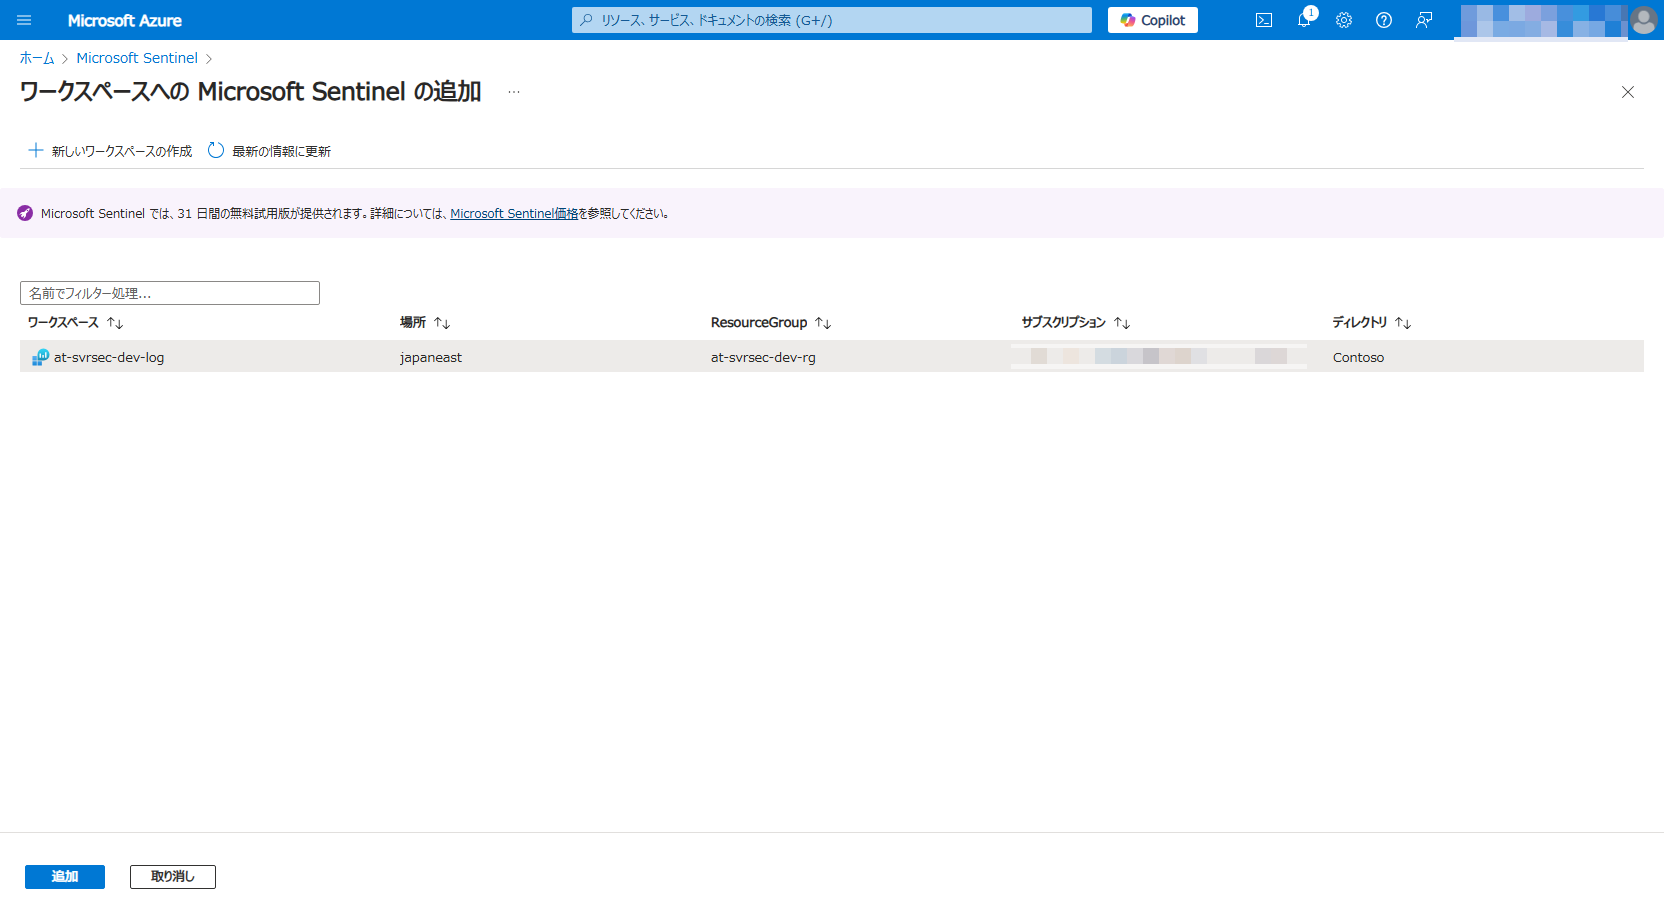 Microsoft Azure
リソース、サービス、ドキュメントの検索 (G+/)
Copilot
1
ホーム > Microsoft Sentinel >
ワークスペースへの Microsoft Sentinel の追加 ...
+ 新しいワークスペースの作成 最新の情報に更新
Microsoft Sentinel では、31 日間の無料試用版が提供されます。詳細については、Microsoft Sentinel価格を参照してください。
名前でフィルター処理...
ワークスペース ↑↓ 場所 ↑↓ ResourceGroup ↑↓ サブスクリプション ↑↓ ディレクトリ ↑↓
at-svrsec-dev-log japaneast at-svrsec-dev-rg Contoso
追加 取り消し